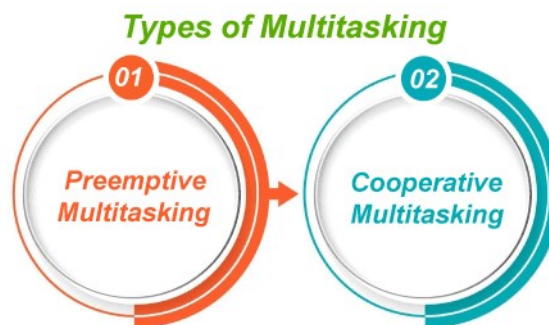 Types of Multitasking
01
Preemptive
Multitasking
02
Cooperative
Multitasking